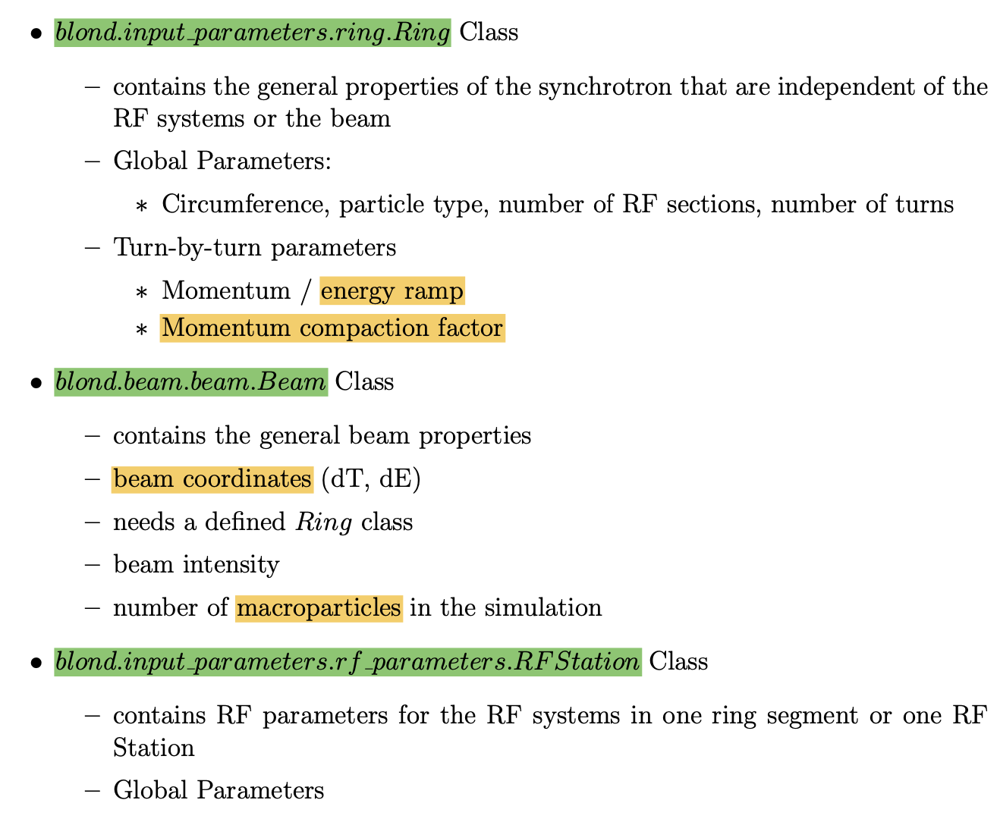 • blond.input_parameters.ring.Ring Class
– contains the general properties of the synchrotron that are independent of the
RF systems or the beam
– Global Parameters:
∗ Circumference, particle type, number of RF sections, number of turns
– Turn-by-turn parameters
∗ Momentum / energy ramp
∗ Momentum compaction factor
• blond.beam.beam.Beam Class
– contains the general beam properties
– beam coordinates (dT, dE)
– needs a defined Ring class
– beam intensity
– number of macroparticles in the simulation
• blond.input_parameters.rf_parameters.RFStation Class
– contains RF parameters for the RF systems in one ring segment or one RF
Station
– Global Parameters